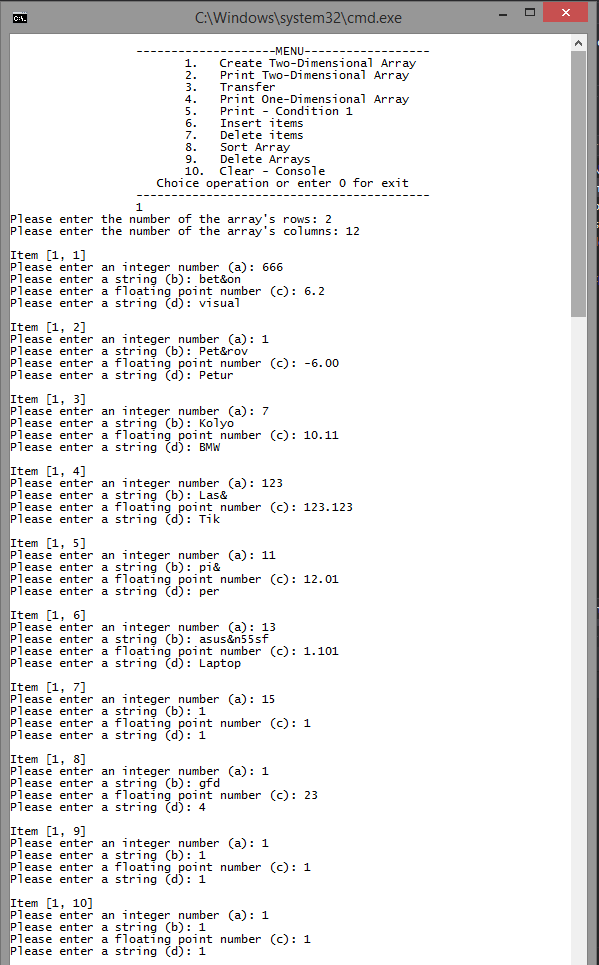 C:\Windows\system32\cmd.exe
--------------------MENU------------------
1. Create Two-Dimensional Array
2. Print Two-Dimensional Array
3. Transfer
4. Print One-Dimensional Array
5. Print - Condition 1
6. Insert items
7. Delete items
8. Sort Array
9. Delete Arrays
10. Clear - Console
Choice operation or enter 0 for exit
------------------------------------------
1
Please enter the number of the array's rows: 2
Please enter the number of the array's columns: 12
Item [1, 1]
Please enter an integer number (a): 666
Please enter a string (b): bet&on
Please enter a floating point number (c): 6.2
Please enter a string (d): visual
Item [1, 2]
Please enter an integer number (a): 1
Please enter a string (b): Pet&rov
Please enter a floating point number (c): -6.00
Please enter a string (d): Petur
Item [1, 3]
Please enter an integer number (a): 7
Please enter a string (b): Kolyo
Please enter a floating point number (c): 10.11
Please enter a string (d): BMW
Item [1, 4]
Please enter an integer number (a): 123
Please enter a string (b): Las&
Please enter a floating point number (c): 123.123
Please enter a string (d): Tik
Item [1, 5]
Please enter an integer number (a): 11
Please enter a string (b): pi&
Please enter a floating point number (c): 12.01
Please enter a string (d): per
Item [1, 6]
Please enter an integer number (a): 13
Please enter a string (b): asus&n55sf
Please enter a floating point number (c): 1.101
Please enter a string (d): Laptop
Item [1, 7]
Please enter an integer number (a): 15
Please enter a string (b): 1
Please enter a floating point number (c): 1
Please enter a string (d): 1
Item [1, 8]
Please enter an integer number (a): 1
Please enter a string (b): gfd
Please enter a floating point number (c): 23
Please enter a string (d): 4
Item [1, 9]
Please enter an integer number (a): 1
Please enter a string (b): 1
Please enter a floating point number (c): 1
Please enter a string (d): 1
Item [1, 10]
Please enter an integer number (a): 1
Please enter a string (b): 1
Please enter a floating point number (c): 1
Please enter a string (d): 1